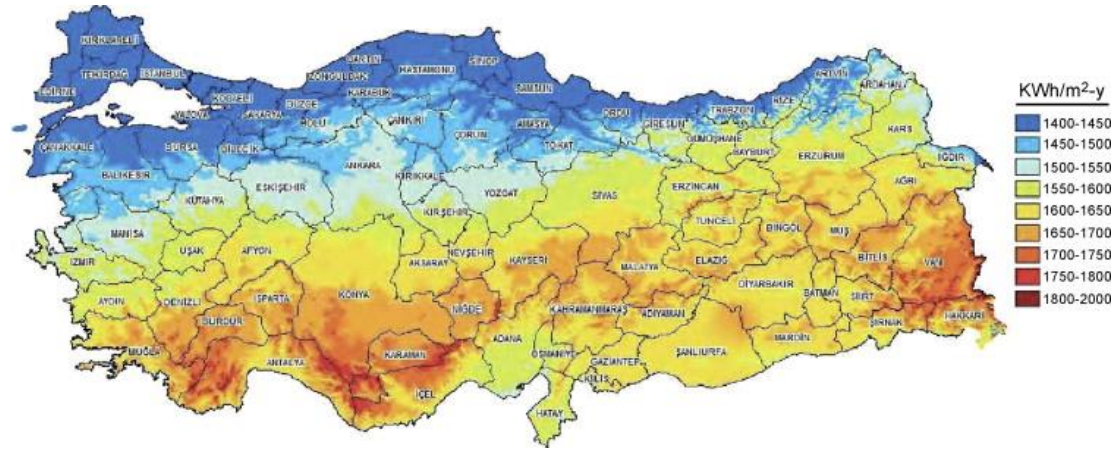 KIRKLARELİ
TEKİRDAĞ
İSTANBUL
EDİRNE
KOCAELİ
YALOVA
SAKARYA
DÜZCE
ZONGULDAK
BARTIN
KARABÜK
KASTAMONU
SİNOP
SAMSUN
ORDU
GİRESUN
TRABZON
RİZE
ARTVİN
ARDAHAN
ÇANAKKALE
BURSA
BİLECİK
BOLU
ÇANKIRI
ÇORUM
AMASYA
TOKAT
GÜMÜŞHANE
BAYBURT
ERZURUM
KARS
IĞDIR
BALIKESİR
KÜTAHYA
ESKİŞEHİR
ANKARA
KIRIKKALE
YOZGAT
SİVAS
ERZİNCAN
AĞRI
MANİSA
UŞAK
AFYON
KIRŞEHİR
NEVŞEHİR
KAYSERİ
MALATYA
TUNCELİ
ELAZIĞ
BİNGÖL
MUŞ
BİTLİS
VAN
İZMİR
AYDIN
DENİZLİ
ISPARTA
BURDUR
KONYA
AKSARAY
NİĞDE
KAHRAMANMARAŞ
ADIYAMAN
DİYARBAKIR
BATMAN
SİİRT
ŞIRNAK
HAKKARİ
MUĞLA
ANTALYA
KARAMAN
İÇEL
ADANA
OSMANİYE
GAZİANTEP
KİLİS
ŞANLIURFA
MARDİN
HATAY
KWh/m²-y
1400-1450
1450-1500
1500-1550
1550-1600
1600-1650
1650-1700
1700-1750
1750-1800
1800-2000